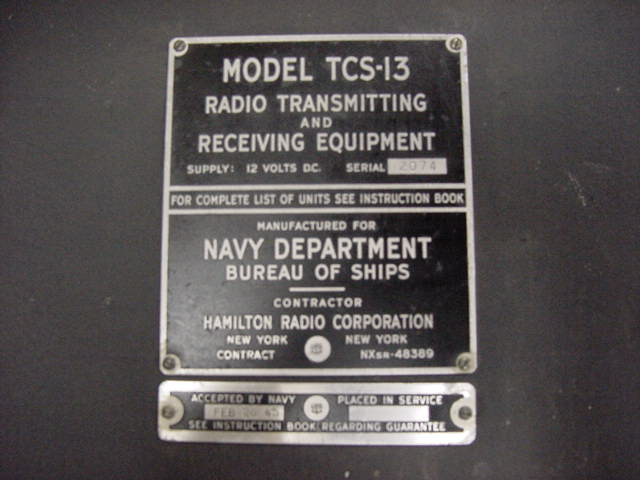 MODEL TCS-13
RADIO TRANSMITTING
AND
RECEIVING EQUIPMENT
SUPPLY: 12 VOLTS DC. SERIAL 2074
FOR COMPLETE LIST OF UNITS SEE INSTRUCTION BOOK
MANUFACTURED FOR
NAVY DEPARTMENT
BUREAU OF SHIPS
CONTRACTOR
HAMILTON RADIO CORPORATION
NEW YORK NEW YORK
CONTRACT NXsR-48389
ACCEPTED BY NAVY PLACED IN SERVICE
FEB 45
SEE INSTRUCTION BOOK REGARDING GUARANTEE